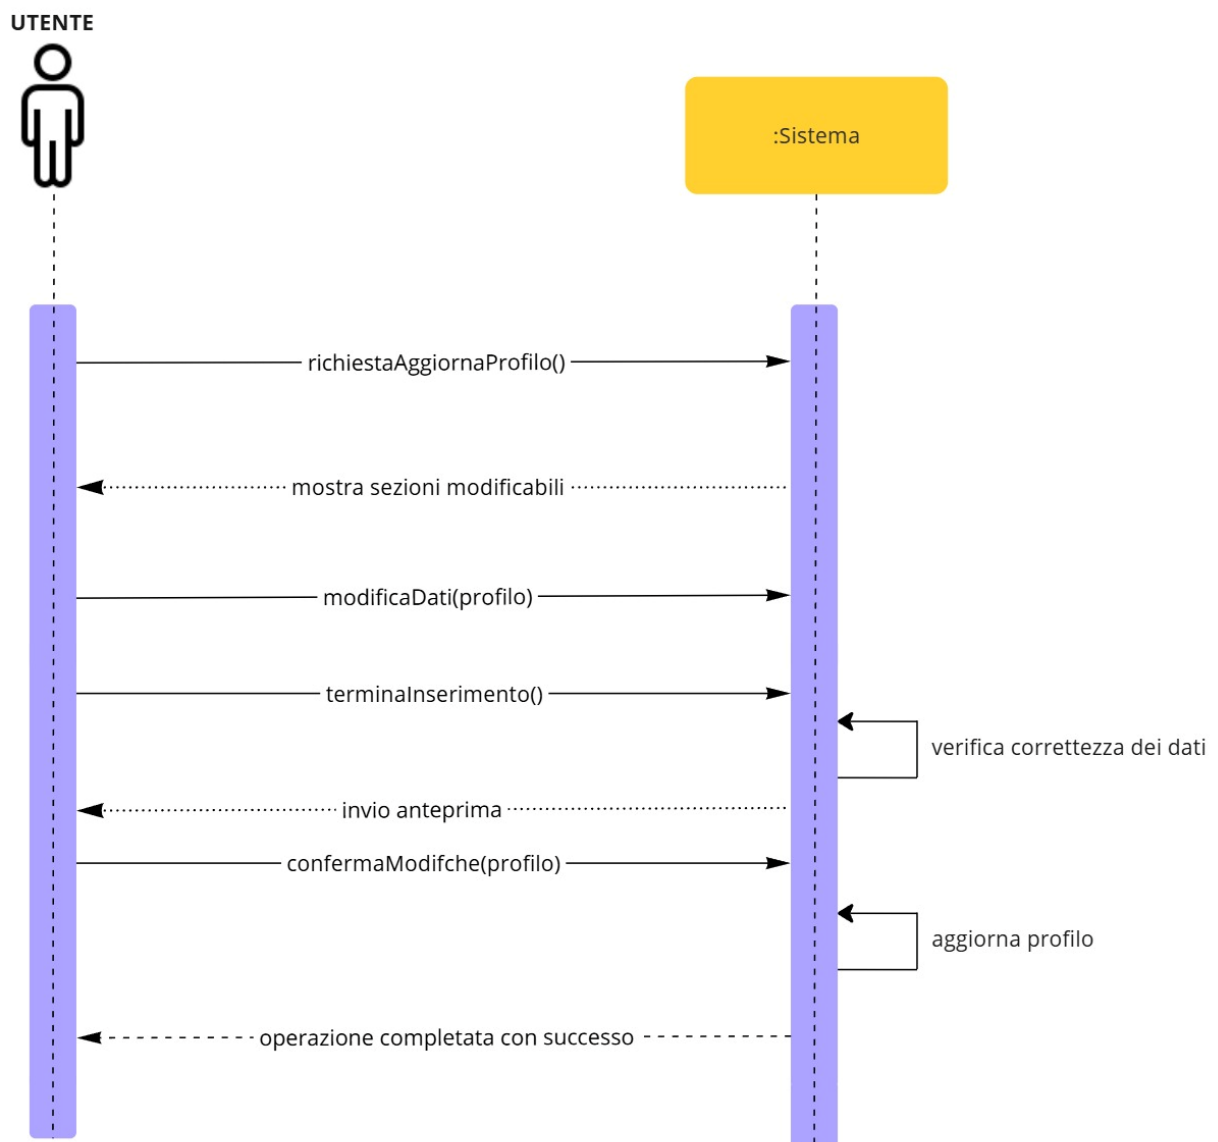 UTENTE
:Sistema
richiestaAggiornaProfilo()
mostra sezioni modificabili
modificaDati(profilo)
terminaInserimento()
verifica correttezza dei dati
invio anteprima
confermaModifche(profilo)
aggiorna profilo
operazione completata con successo